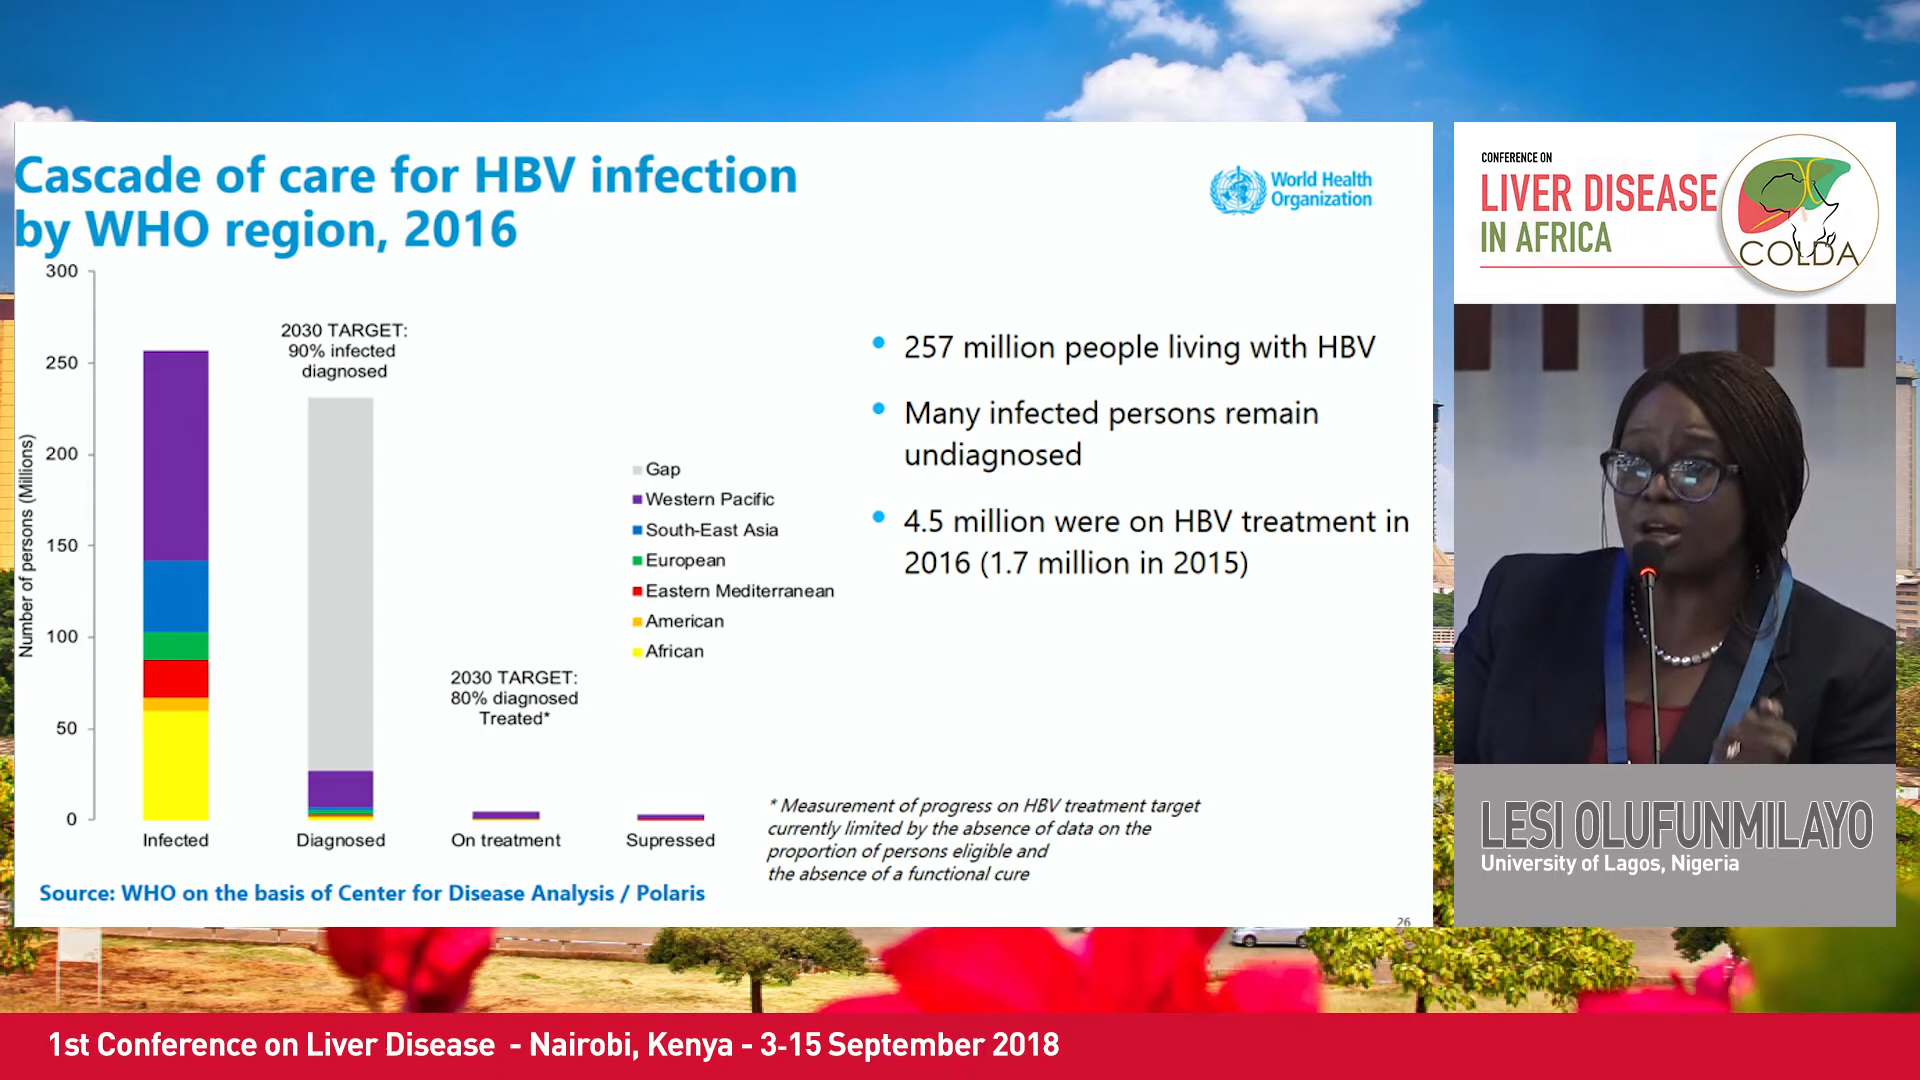 Cascade of care for HBV infection
by WHO region, 2016
World Health
Organization
300
250
200
150
100
50
0
Number of persons (Millions)
2030 TARGET:
90% infected
diagnosed
2030 TARGET:
80% diagnosed
Treated*
Gap
Western Pacific
South-East Asia
European
Eastern Mediterranean
American
African
Infected
Diagnosed
On treatment
Supressed
• 257 million people living with HBV
• Many infected persons remain
undiagnosed
• 4.5 million were on HBV treatment in
2016 (1.7 million in 2015)
* Measurement of progress on HBV treatment target
currently limited by the absence of data on the
proportion of persons eligible and
the absence of a functional cure
Source: WHO on the basis of Center for Disease Analysis / Polaris
26
CONFERENCE ON
LIVER DISEASE
IN AFRICA
COLDA
LESI OLUFUNMILAYO
University of Lagos, Nigeria
1st Conference on Liver Disease - Nairobi, Kenya - 3-15 September 2018